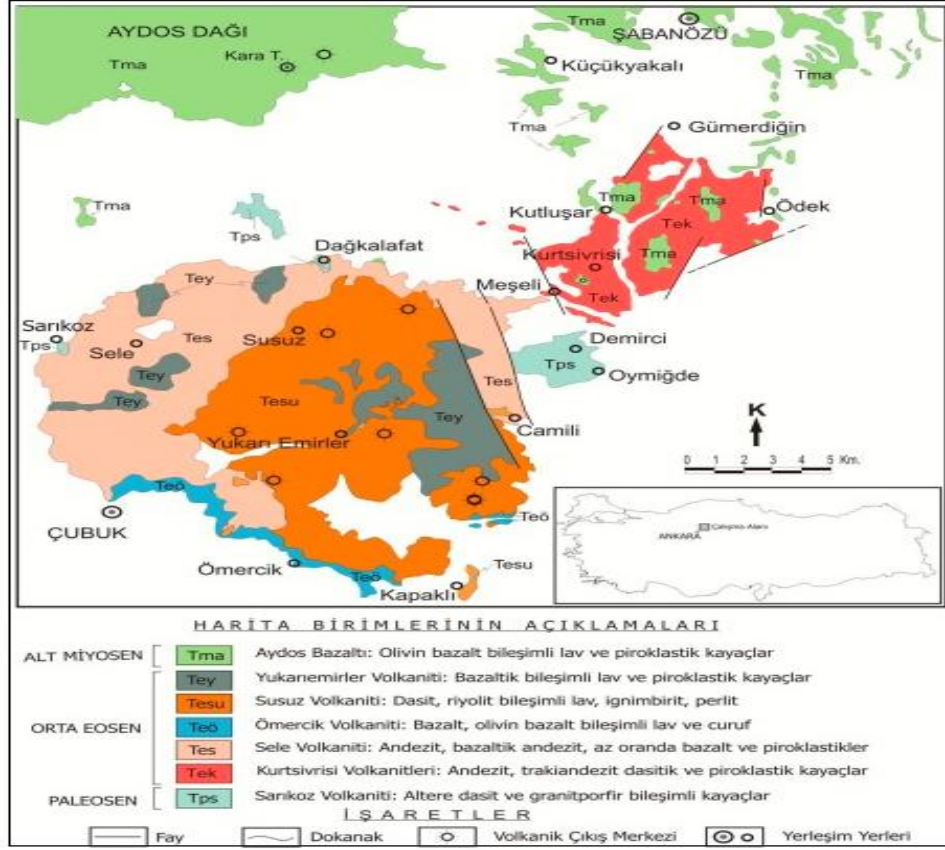 AYDOS DAĞI
Kara T.
Tma
Tma
ŞABANÖZÜ
Küçükyakalı
Tma
Tma
Gümerdiğin
Tma
Tma
Tma
Kutluşar
Tek
Ödek
Tps
Dağkalafat
Kurtsivrisi
Tma
Tey
Meşeli
Tek
Sarıkoz
Tps
Sele
Tes
Susuz
Demirci
Tps
Oymiğde
Tey
Tes
Tey
Tesu
Tey
Camili
K
Yukarı Emirler
0 1 2 3 4 5 Km.
Teö
Teö
ÇUBUK
Çalışma Alanı
ANKARA
Ömercik
Teö
Tesu
Kapaklı
HARİTA BİRİMLERİNİN AÇIKLAMALARI
ALT MİYOSEN Tma Aydos Bazaltı: Olivin bazalt bileşimli lav ve piroklastik kayaçlar
Tey Yukarıemirler Volkaniti: Bazaltik bileşimli lav ve piroklastik kayaçlar
Tesu Susuz Volkaniti: Dasit, riyolit bileşimli lav, ignimbirit, perlit
ORTA EOSEN Teö Ömercik Volkaniti: Bazalt, olivin bazalt bileşimli lav ve curuf
Tes Sele Volkaniti: Andezit, bazaltik andezit, az oranda bazalt ve piroklastikler
Tek Kurtsivrisi Volkanitleri: Andezit, trakiandezit dasitik ve piroklastik kayaçlar
PALEOSEN Tps Sarıkoz Volkaniti: Altere dasit ve granitporfir bileşimli kayaçlar
İŞARETLER
Fay Dokanak Volkanik Çıkış Merkezi Yerleşim Yerleri